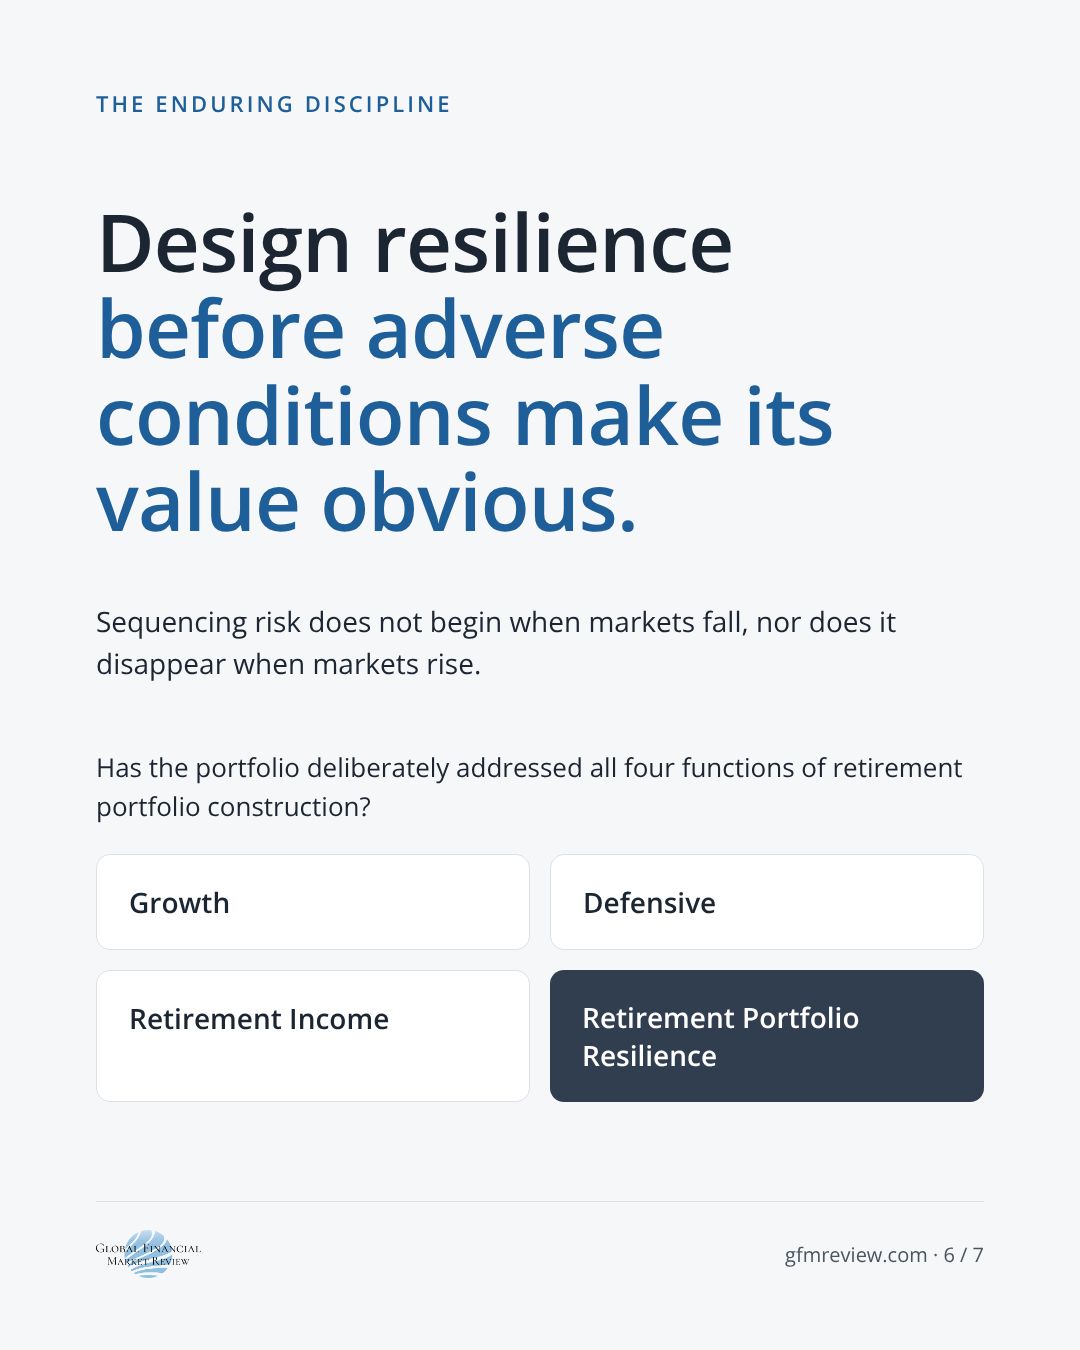 THE ENDURING DISCIPLINE
Design resilience
before adverse
conditions make its
value obvious.
Sequencing risk does not begin when markets fall, nor does it
disappear when markets rise.
Has the portfolio deliberately addressed all four functions of retirement
portfolio construction?
Growth
Defensive
Retirement Income
Retirement Portfolio
Resilience
Global Financial
Market Review
gfmreview.com · 6 / 7